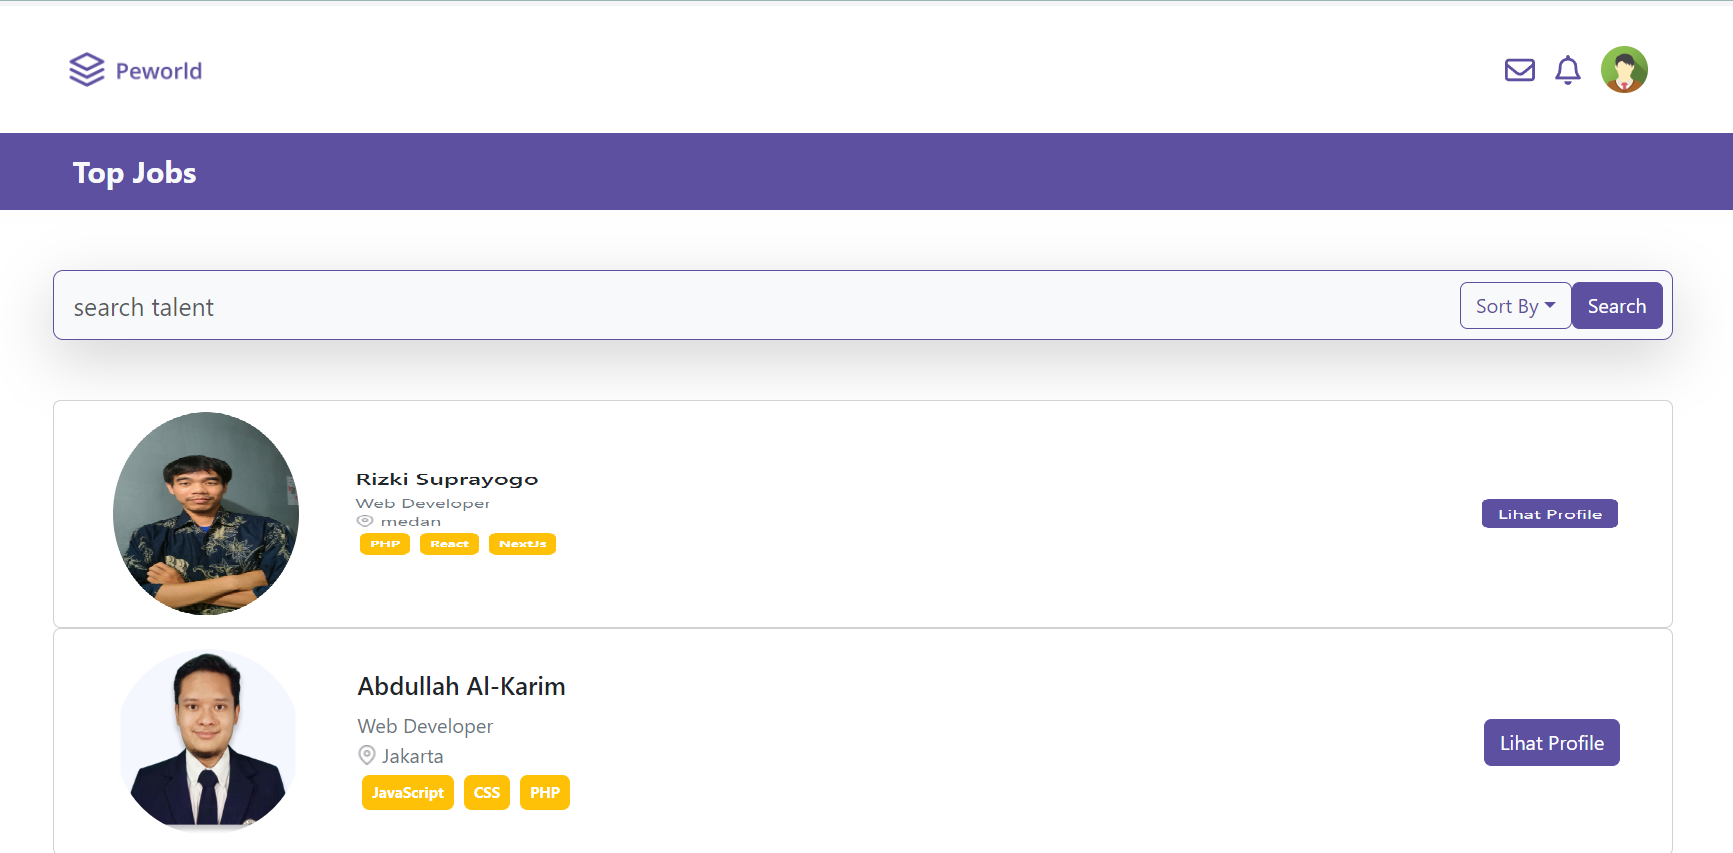 Peworld
Top Jobs
search talent
Sort By
Search
Rizki Suprayogo
Web Developer
medan
PHP React NextJs
Lihat Profile
Abdullah Al-Karim
Web Developer
Jakarta
JavaScript CSS PHP
Lihat Profile